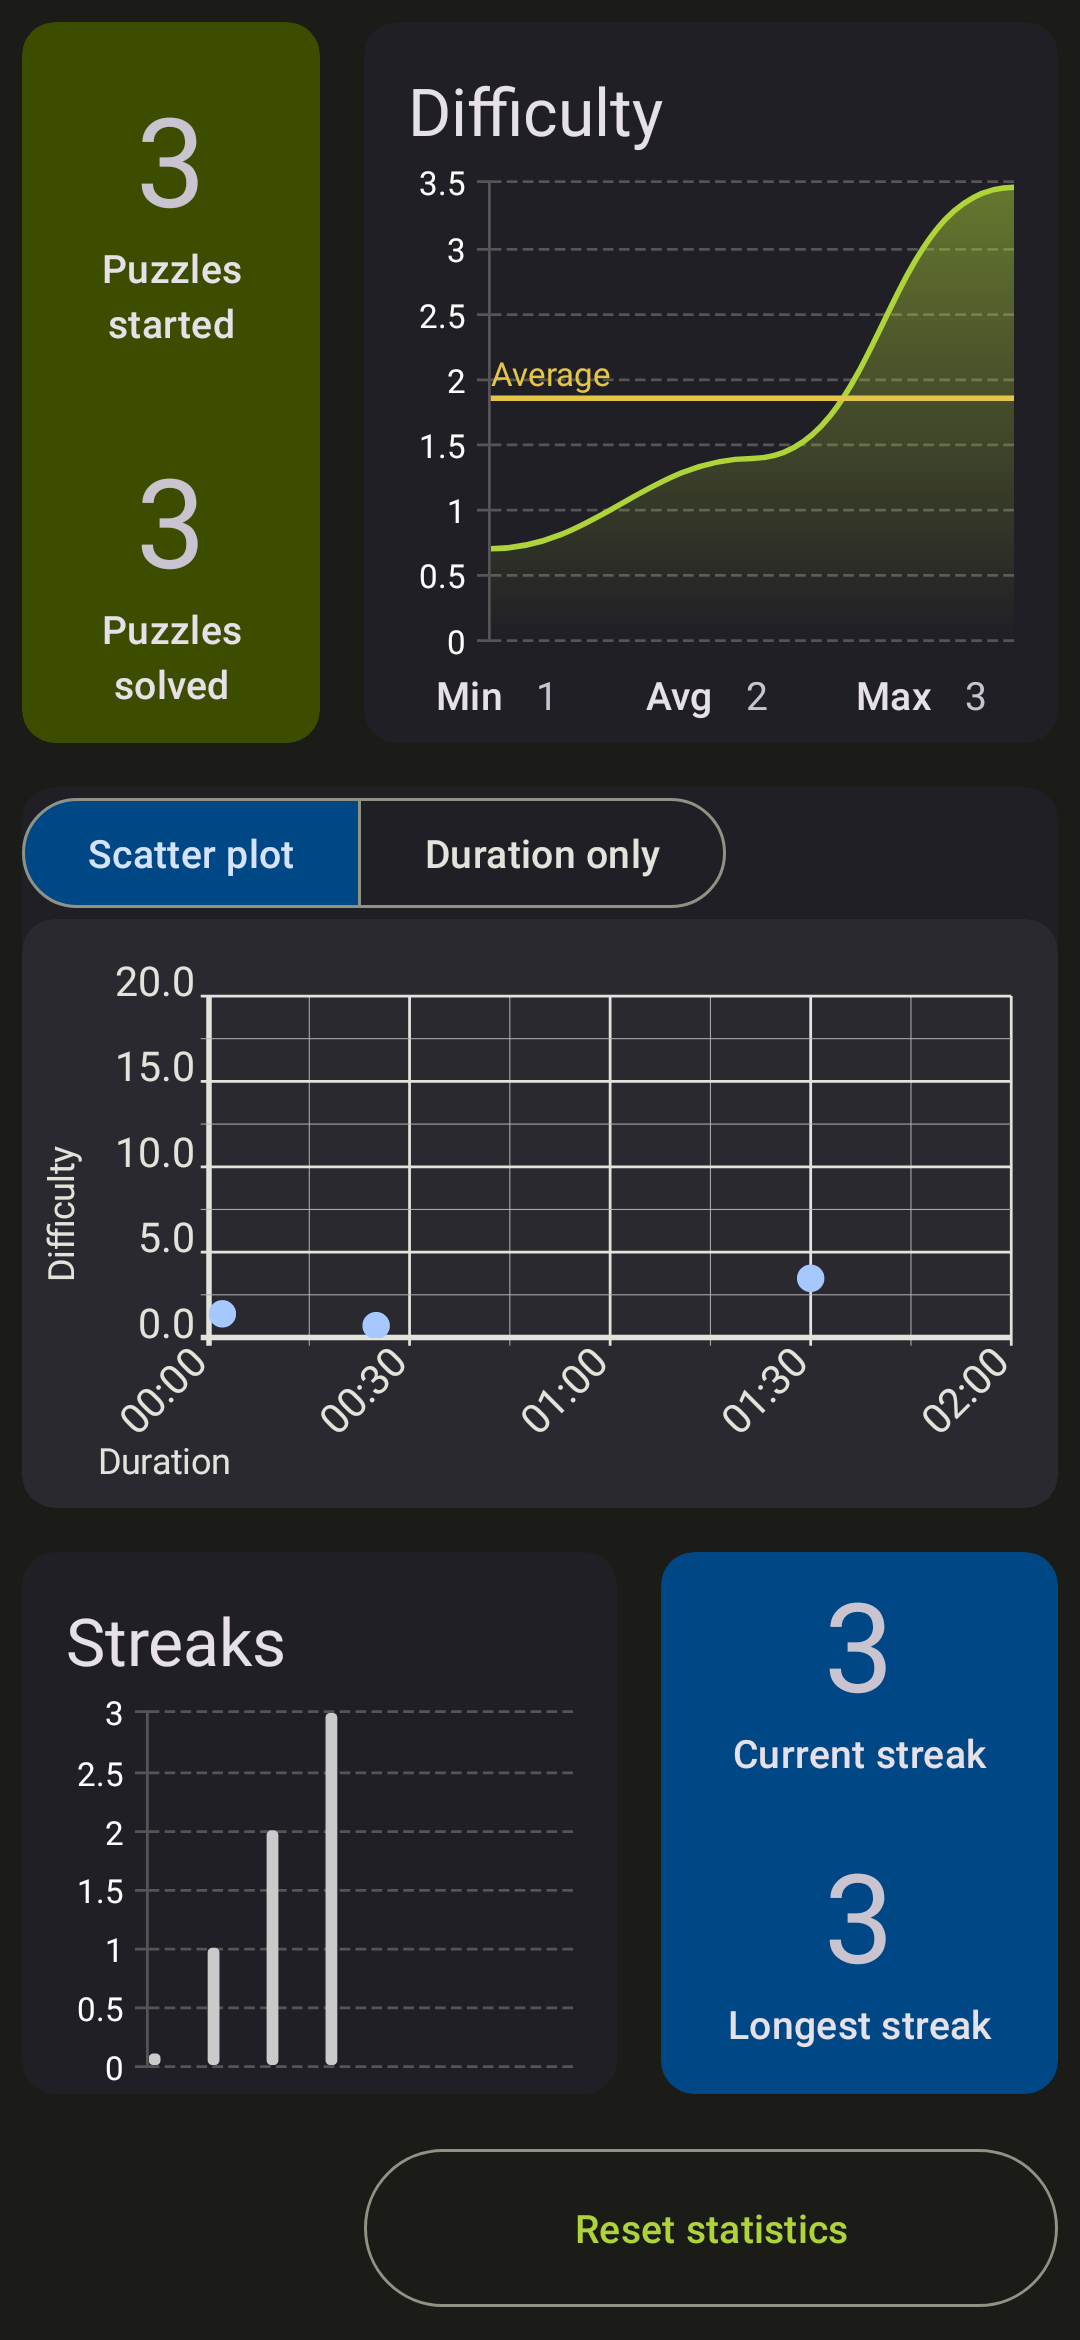 3
Puzzles
started
3
Puzzles
solved
Difficulty
3.5
3
2.5
2
1.5
1
0.5
0
Average
Min 1 Avg 2 Max 3
Scatter plot
Duration only
20.0
15.0
10.0
5.0
0.0
Difficulty
00:00
00:30
01:00
01:30
02:00
Duration
Streaks
3
2.5
2
1.5
1
0.5
0
3
Current streak
3
Longest streak
Reset statistics